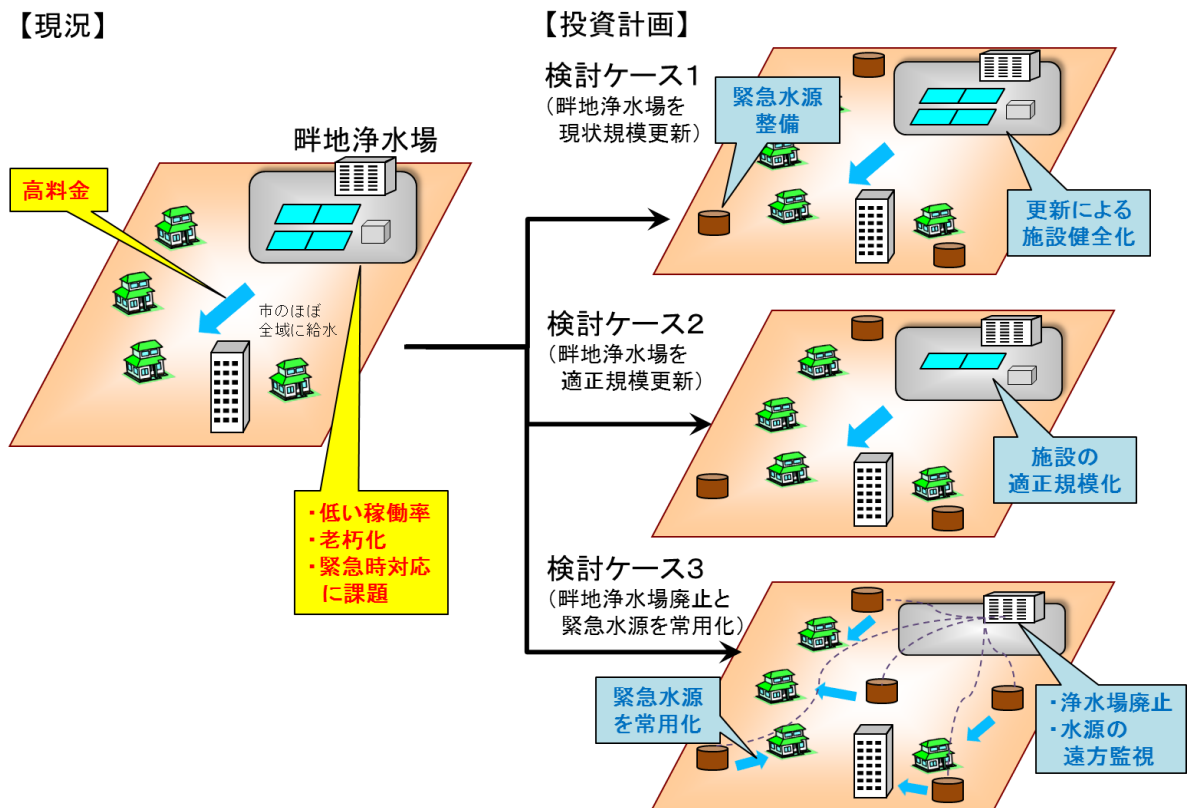 【現況】
畔地浄水場
高料金
市のほぼ
全域に給水
・低い稼働率
・老朽化
・緊急時対応
に課題
【投資計画】
検討ケース1
(畔地浄水場を
現状規模更新)
緊急水源
整備
更新による
施設健全化
検討ケース2
(畔地浄水場を
適正規模更新)
施設の
適正規模化
検討ケース3
(畔地浄水場廃止と
緊急水源を常用化)
緊急水源
を常用化
・浄水場廃止
・水源の
遠方監視